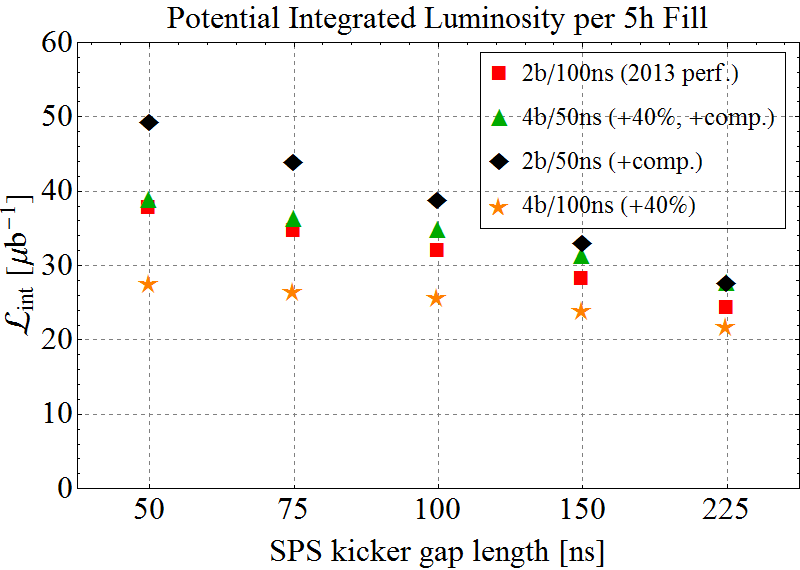 Potential Integrated Luminosity per 5h Fill
60
50
40
30
20
10
0
2b/100ns (2013 perf.)
4b/50ns (+40%, +comp.)
2b/50ns (+comp.)
4b/100ns (+40%)
ℒint [μb−1]
50 75 100 150 225
SPS kicker gap length [ns]